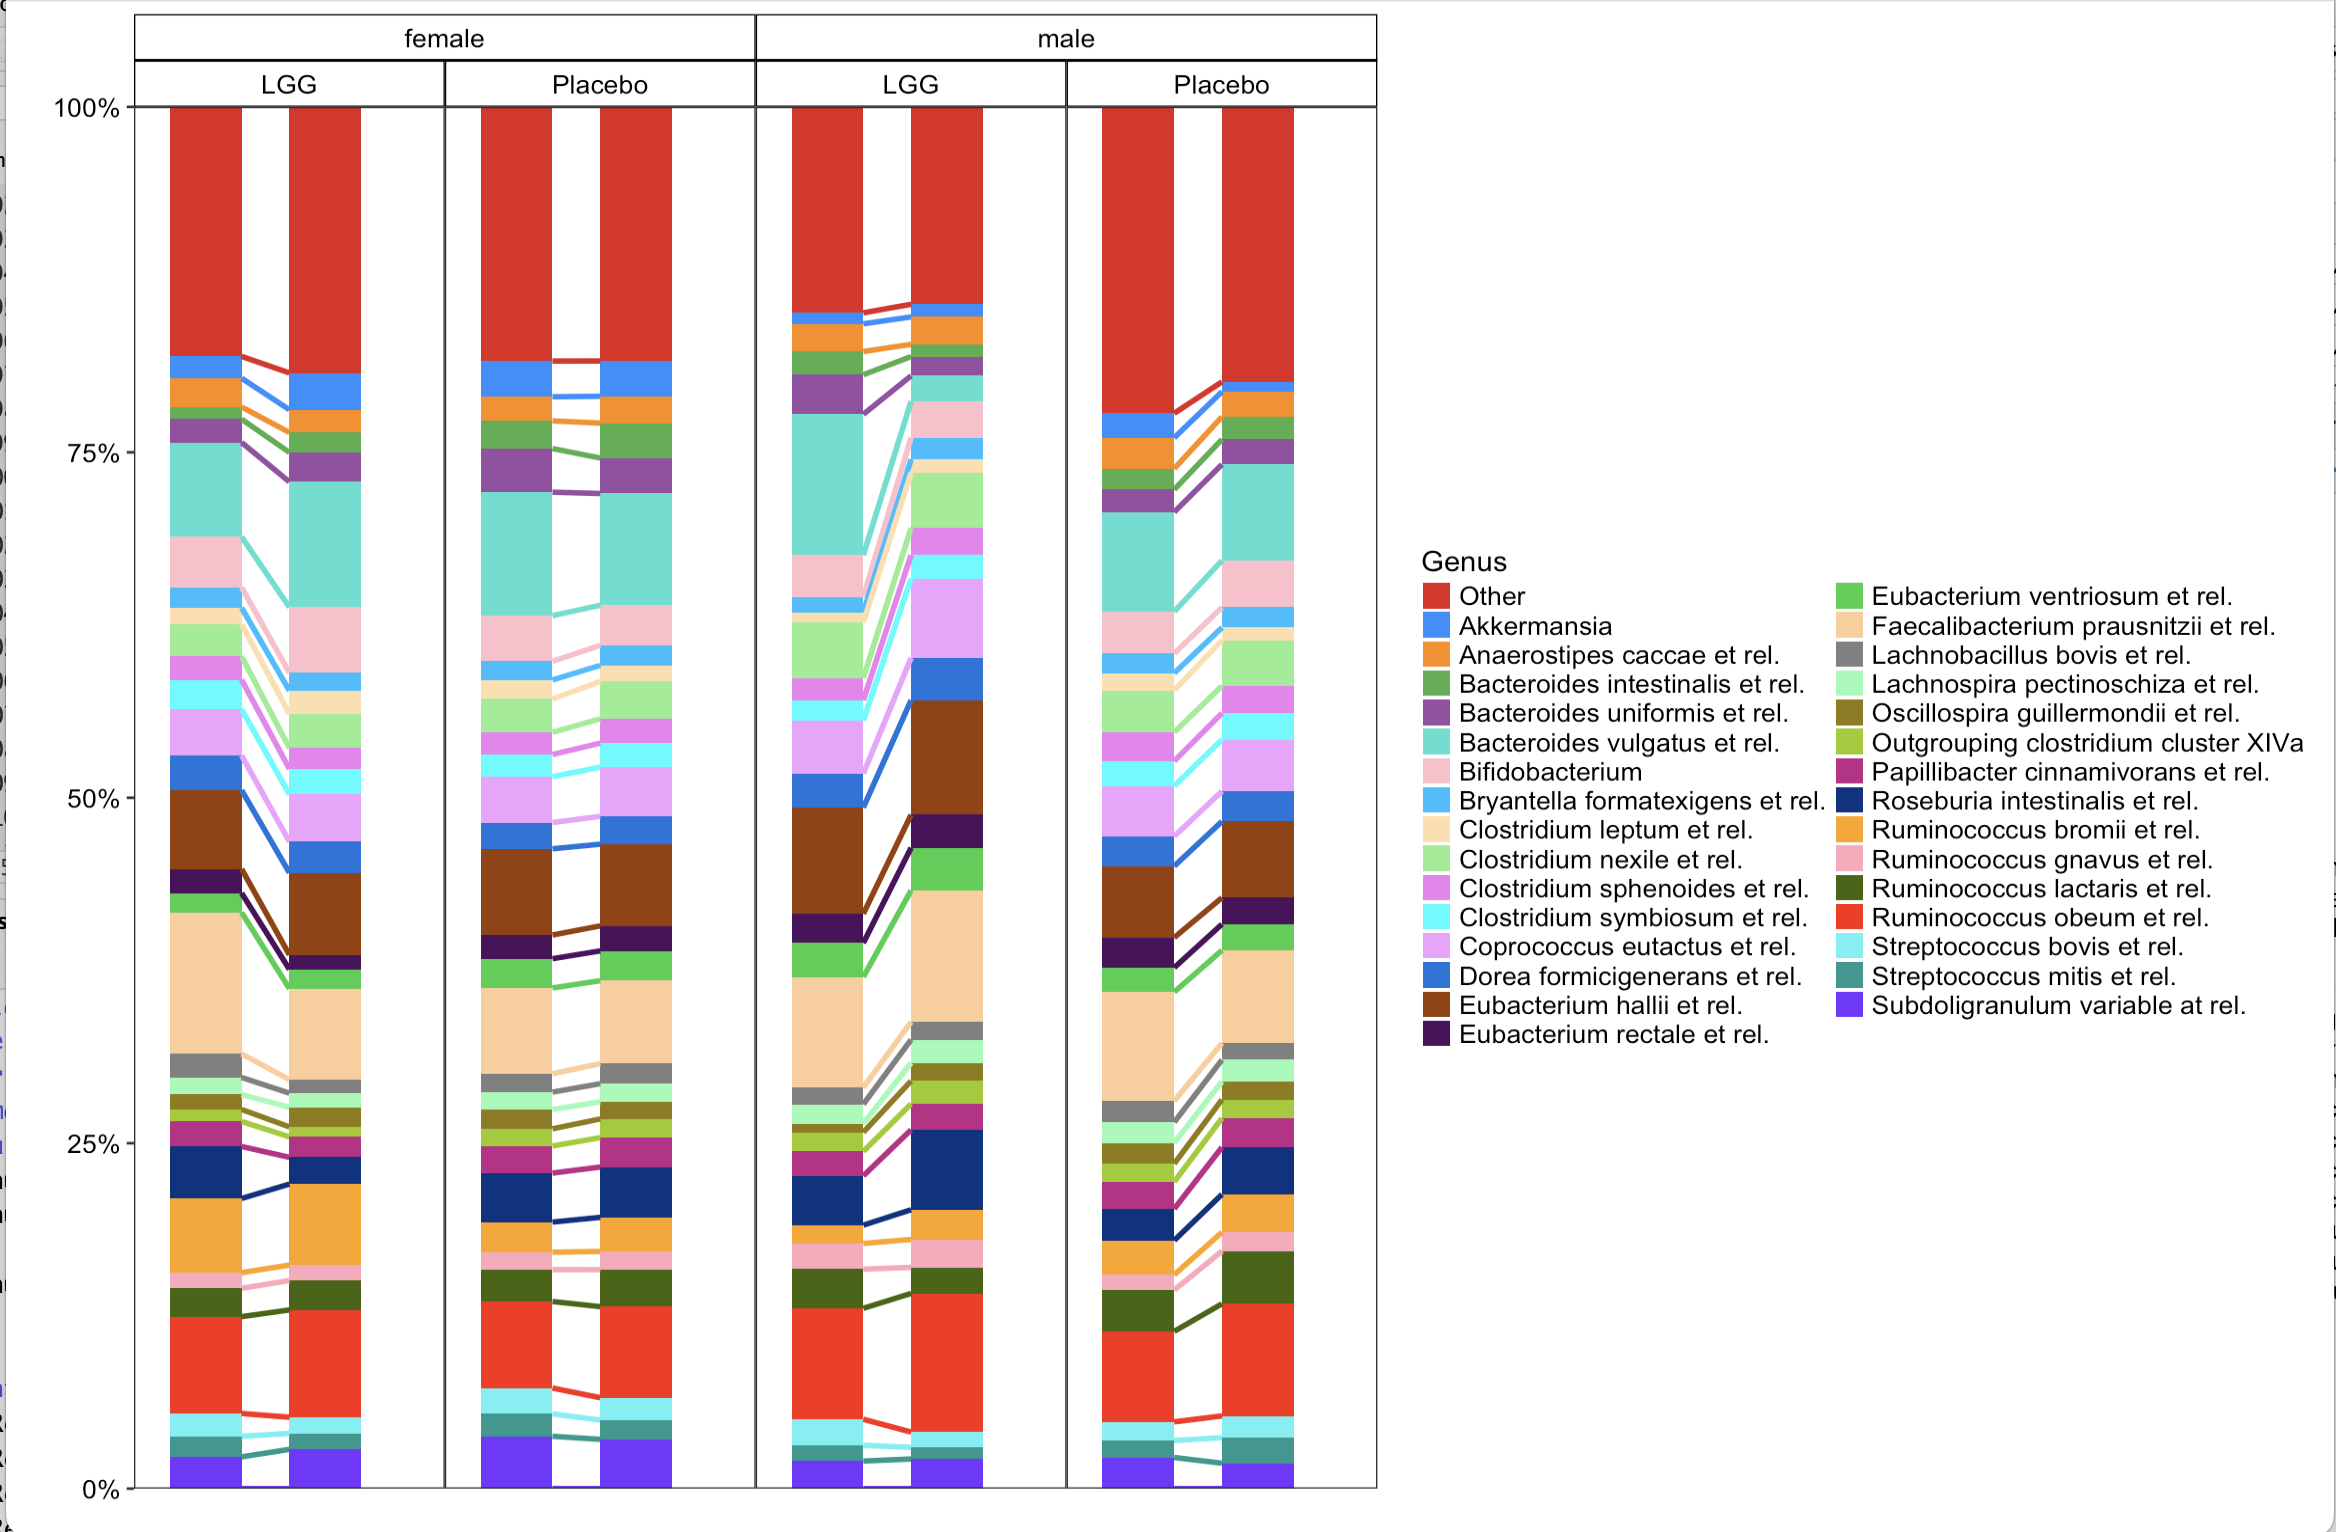 female male
LGG Placebo LGG Placebo
100%
75%
50%
25%
0%
Genus
Other
Akkermansia
Anaerostipes caccae et rel.
Bacteroides intestinalis et rel.
Bacteroides uniformis et rel.
Bacteroides vulgatus et rel.
Bifidobacterium
Bryantella formatexigens et rel.
Clostridium leptum et rel.
Clostridium nexile et rel.
Clostridium sphenoides et rel.
Clostridium symbiosum et rel.
Coprococcus eutactus et rel.
Dorea formicigenerans et rel.
Eubacterium hallii et rel.
Eubacterium rectale et rel.
Eubacterium ventriosum et rel.
Faecalibacterium prausnitzii et rel.
Lachnobacillus bovis et rel.
Lachnospira pectinoschiza et rel.
Oscillospira guillermondii et rel.
Outgrouping clostridium cluster XIVa
Papillibacter cinnamivorans et rel.
Roseburia intestinalis et rel.
Ruminococcus bromii et rel.
Ruminococcus gnavus et rel.
Ruminococcus lactaris et rel.
Ruminococcus obeum et rel.
Streptococcus bovis et rel.
Streptococcus mitis et rel.
Subdoligranulum variable at rel.